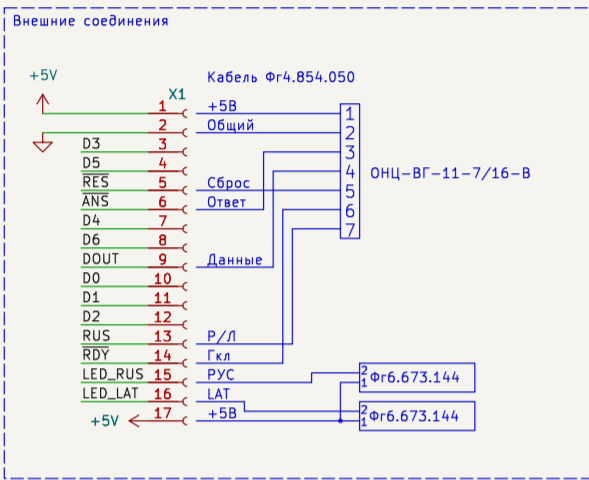 Внешние соединения
+5V
X1
Кабель Фг4.854.050
1 +5В 1
2 Общий 2
D3 3 3
D5 4 4
RES 5 Сброс 5
ANS 6 Ответ 6
D4 7 7
ОНЦ-ВГ-11-7/16-В
D6 8
DOUT 9 Данные
D0 10
D1 11
D2 12
RUS 13 Р/Л
RDY 14 Гкл
LED_RUS 15 РУС 2 1 Фг6.673.144
LED_LAT 16 LAT 2 1 Фг6.673.144
+5V 17 +5В